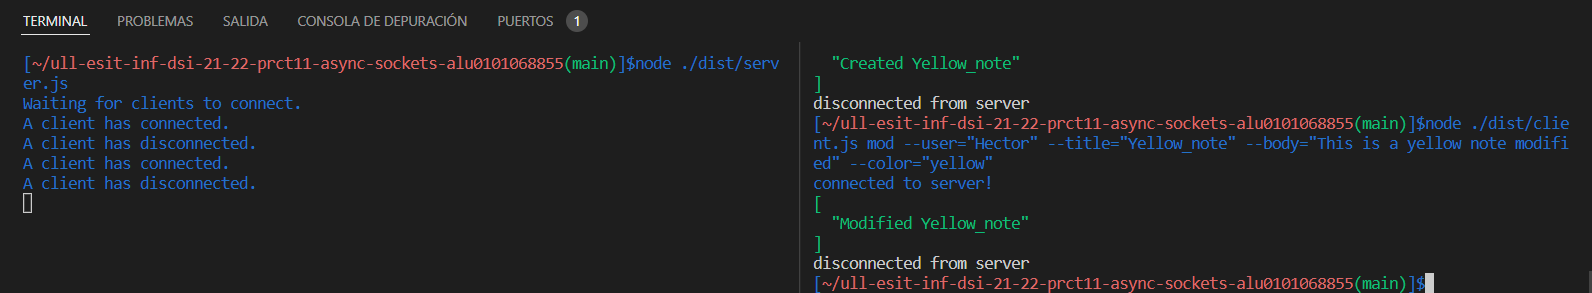 TERMINAL PROBLEMAS SALIDA CONSOLA DE DEPURACIÓN PUERTOS 1
[~/ull-esit-inf-dsi-21-22-prct11-async-sockets-alu0101068855(main)]$node ./dist/serv
er.js
Waiting for clients to connect.
A client has connected.
A client has disconnected.
A client has connected.
A client has disconnected.
"Created Yellow_note"
]
disconnected from server
[~/ull-esit-inf-dsi-21-22-prct11-async-sockets-alu0101068855(main)]$node ./dist/clie
nt.js mod --user="Hector" --title="Yellow_note" --body="This is a yellow note modifi
ed" --color="yellow"
connected to server!
[
"Modified Yellow_note"
]
disconnected from server
[~/ull-esit-inf-dsi-21-22-prct11-async-sockets-alu0101068855(main)]$